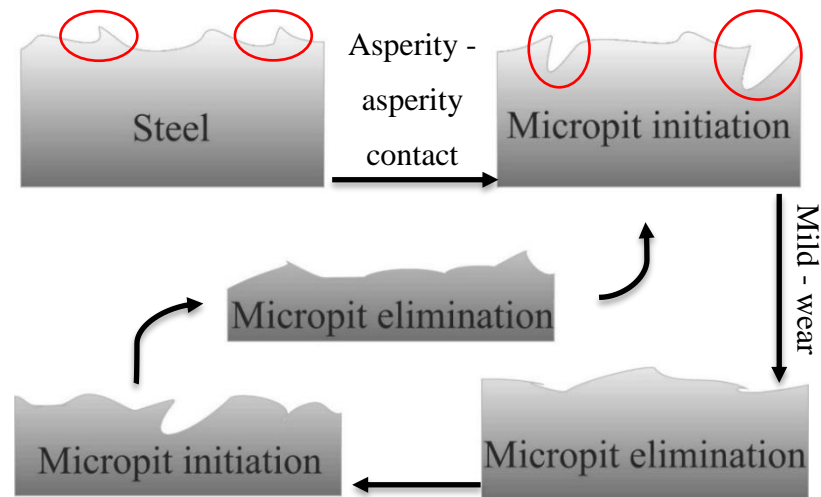 Steel
Asperity -
asperity
contact
Micropit initiation
Mild - wear
Micropit elimination
Micropit initiation
Micropit elimination